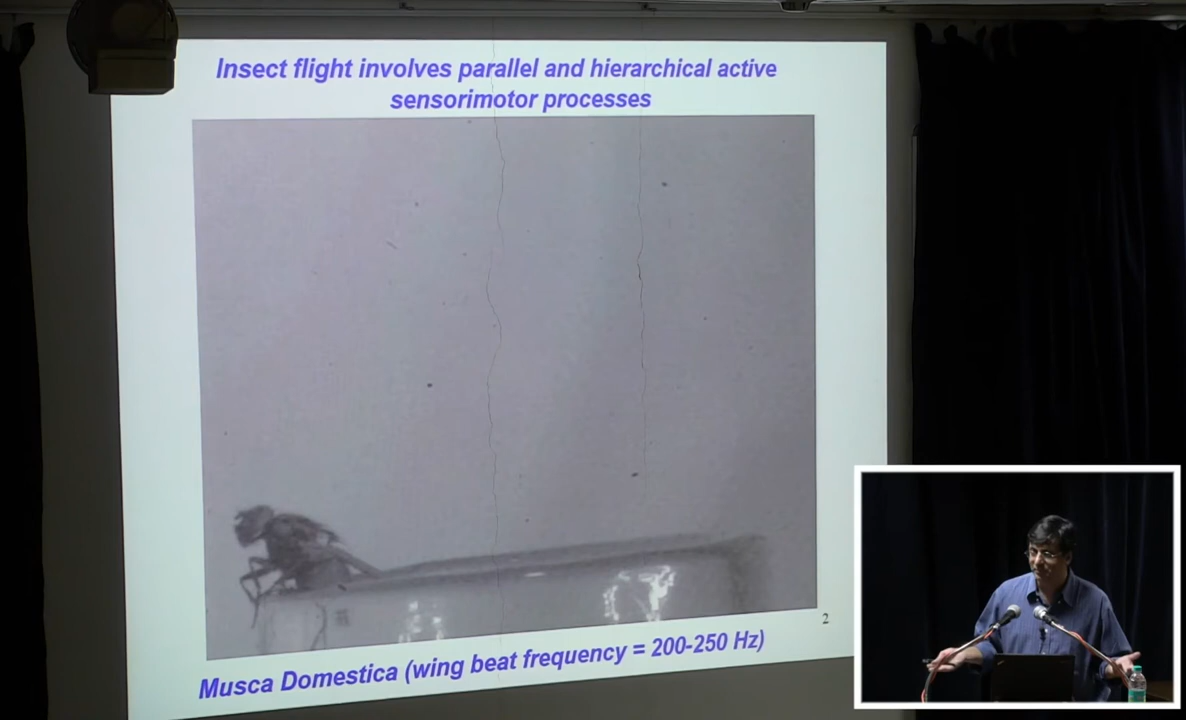 Insect flight involves parallel and hierarchical active
sensorimotor processes
2
Musca Domestica (wing beat frequency = 200-250 Hz)